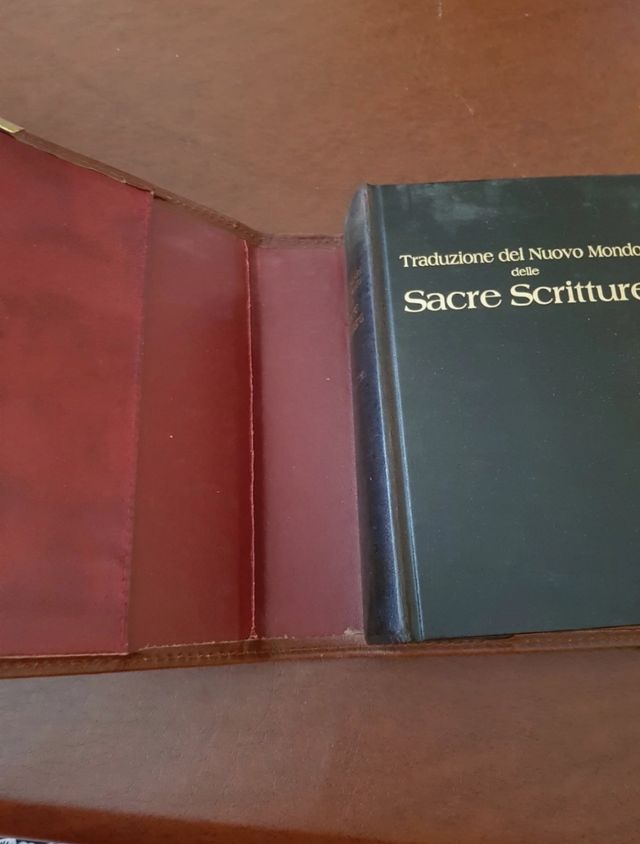 Traduzione del Nuovo Mondo
delle
Sacre Scritture